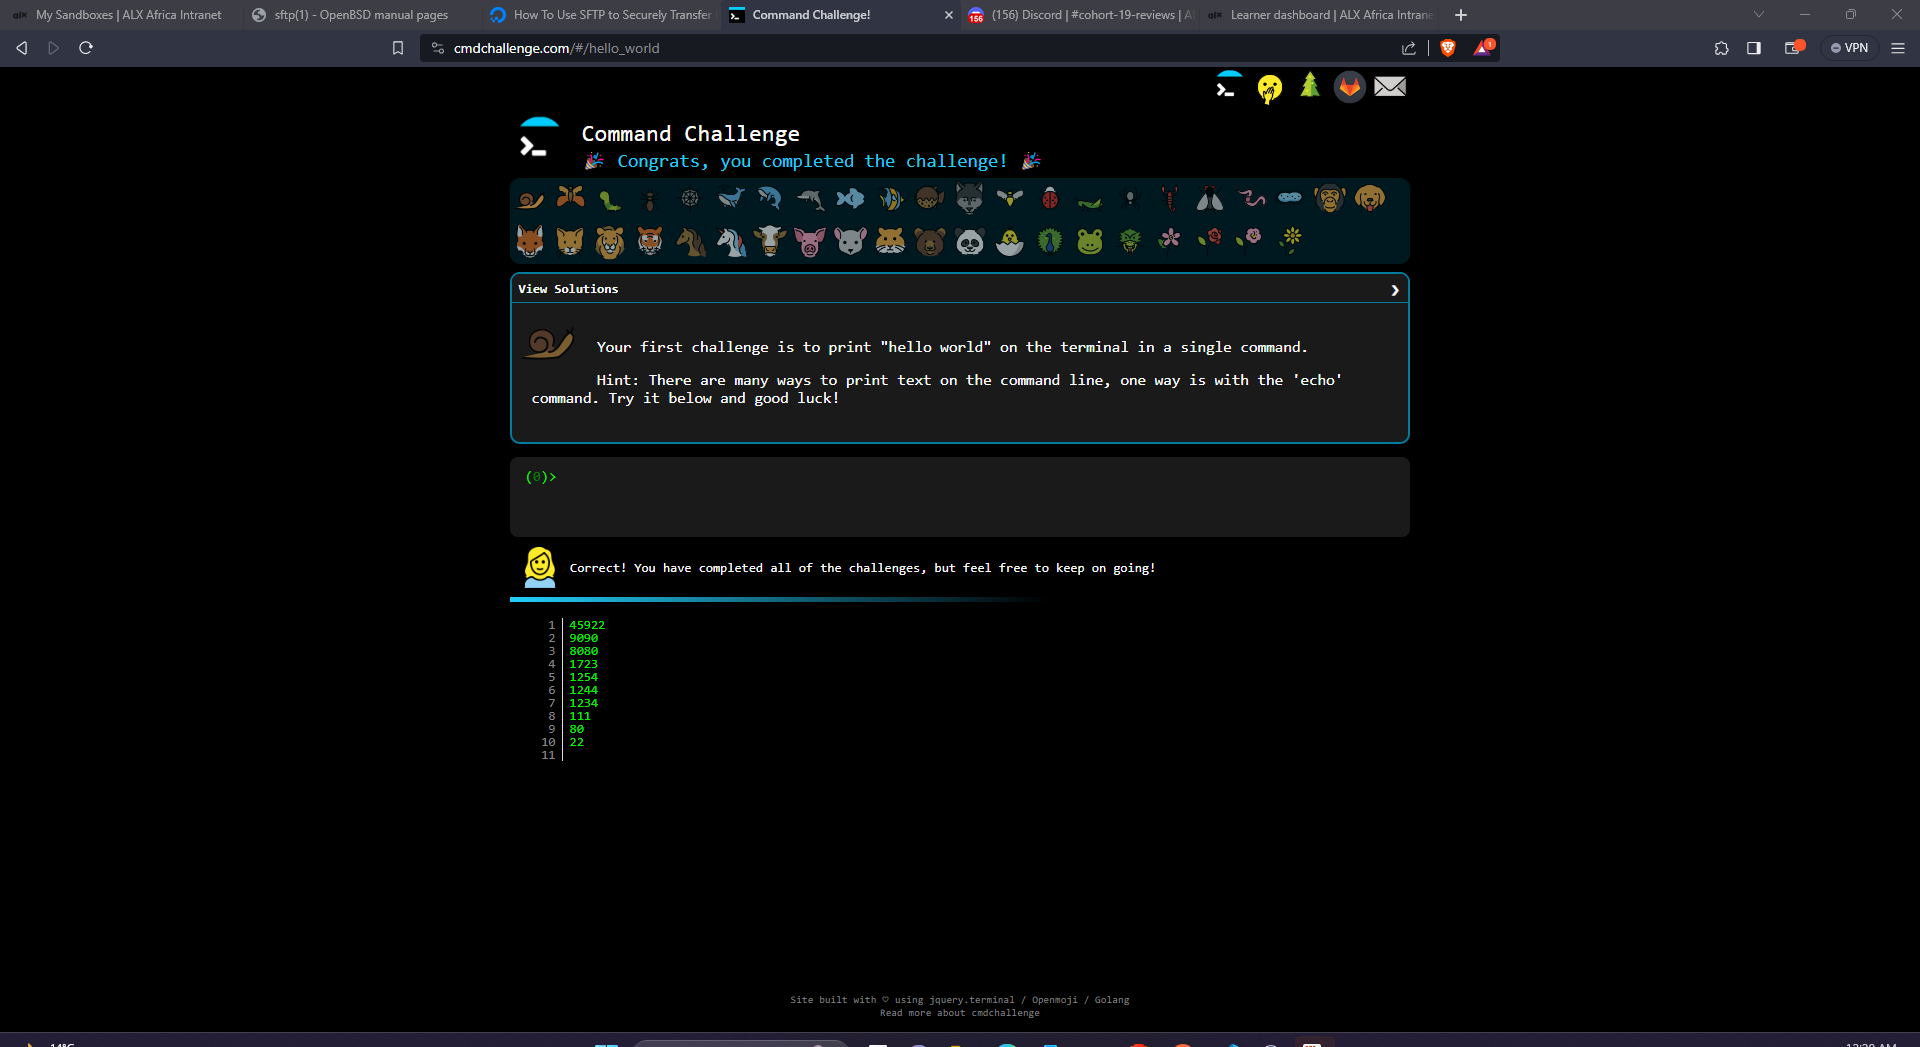 My Sandboxes | ALX Africa Intranet
sftp(1) - OpenBSD manual pages
How To Use SFTP to Securely Transfer
Command Challenge!
(156) Discord | #cohort-19-reviews | Al
Learner dashboard | ALX Africa Intrane
cmdchallenge.com/#/hello_world
1
VPN
Command Challenge
Congrats, you completed the challenge!
View Solutions
Your first challenge is to print "hello world" on the terminal in a single command.
Hint: There are many ways to print text on the command line, one way is with the 'echo'
command. Try it below and good luck!
(0)>
Correct! You have completed all of the challenges, but feel free to keep on going!
1 45922
2 9090
3 8080
4 1723
5 1254
6 1244
7 1234
8 111
9 80
10 22
11
Site built with ♡ using jquery.terminal / Openmoji / Golang
Read more about cmdchallenge